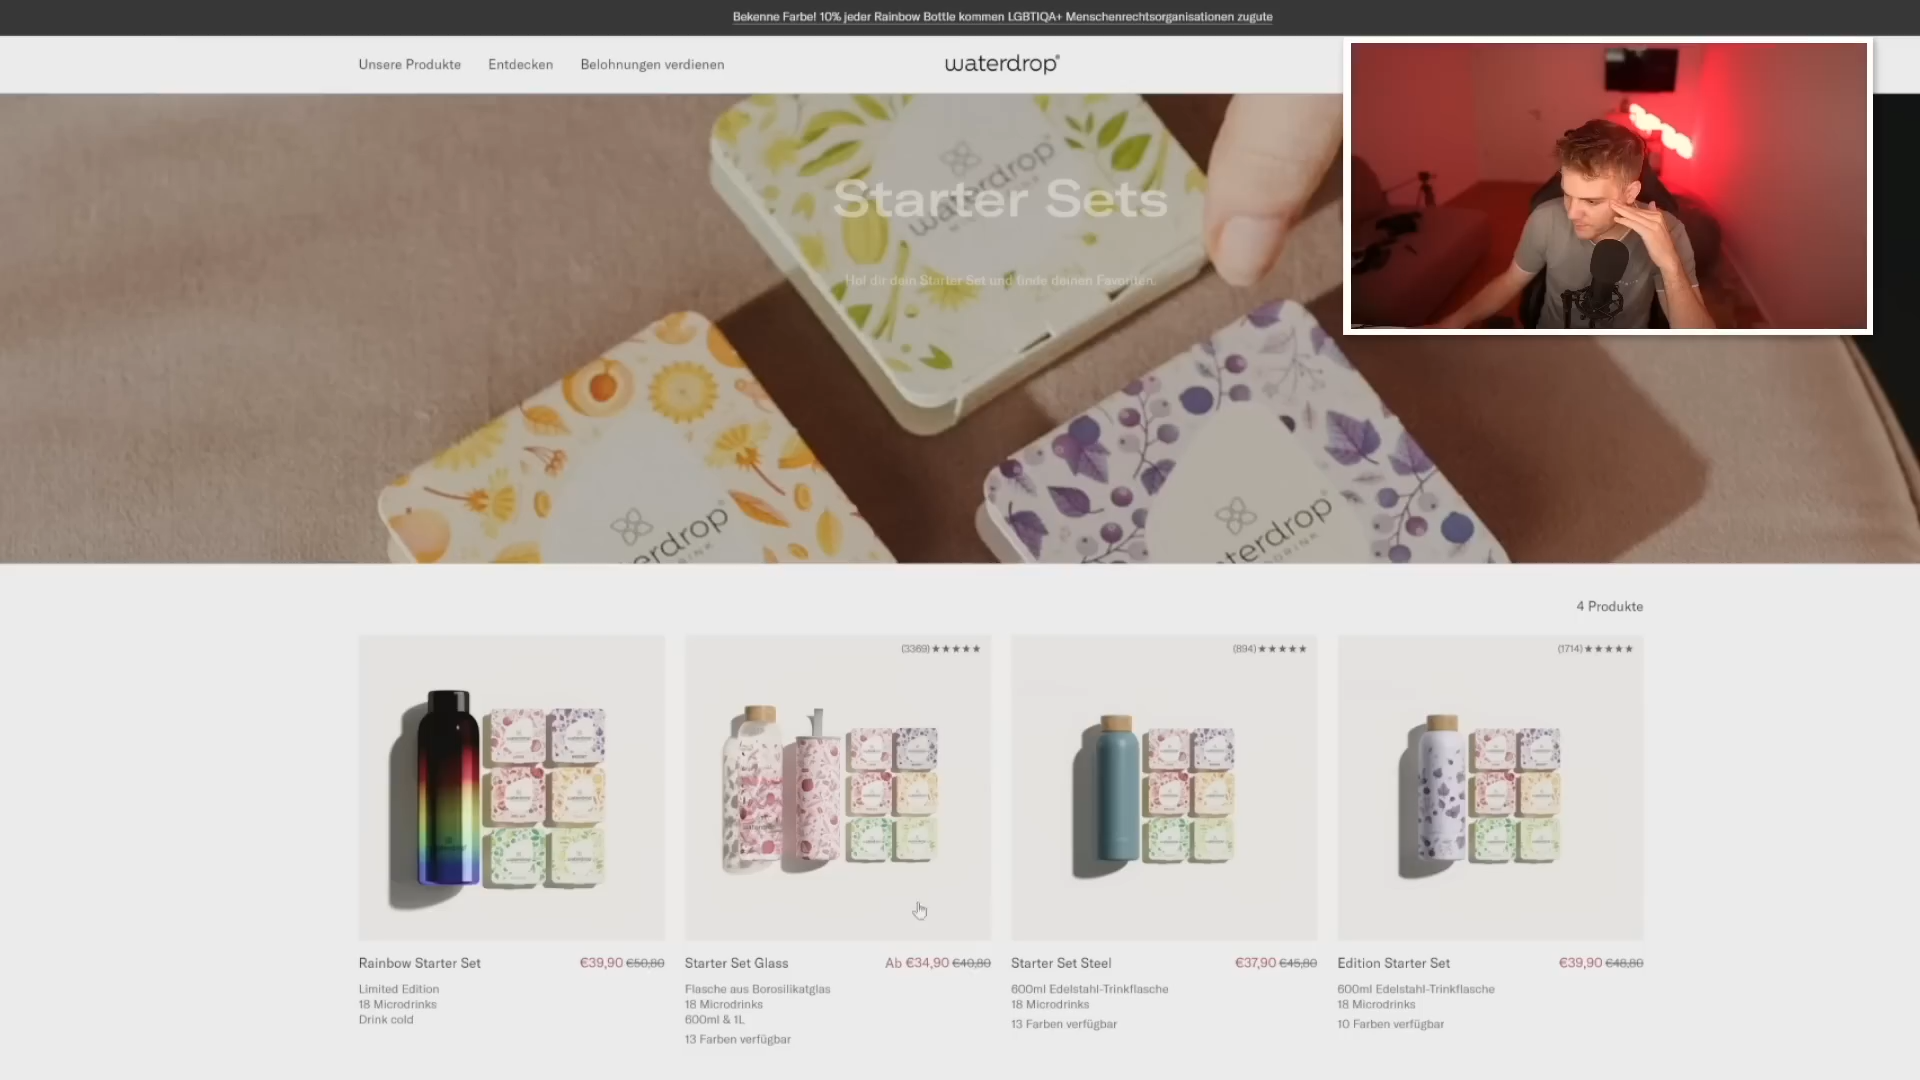 Bekenne Farbe! 10% jeder Rainbow Bottle kommen LGBTIQA+ Menschenrechtsorganisationen zugute
Unsere Produkte
Entdecken
Belohnungen verdienen
waterdrop®
waterdrop
Starter Sets
Hol dir dein Starter Set und finde deinen Favoriten.
erdrop
terdrop
4 Produkte
(3369) ★★★★★
(894) ★★★★★
(1714) ★★★★★
Rainbow Starter Set
€39,90 €50,80
Limited Edition
18 Microdrinks
Drink cold
Starter Set Glass
Ab €34,90 €40,80
Flasche aus Borosilikatglas
18 Microdrinks
600ml & 1L
13 Farben verfügbar
Starter Set Steel
€37,90 €45,80
600ml Edelstahl-Trinkflasche
18 Microdrinks
13 Farben verfügbar
Edition Starter Set
€39,90 €48,80
600ml Edelstahl-Trinkflasche
18 Microdrinks
10 Farben verfügbar